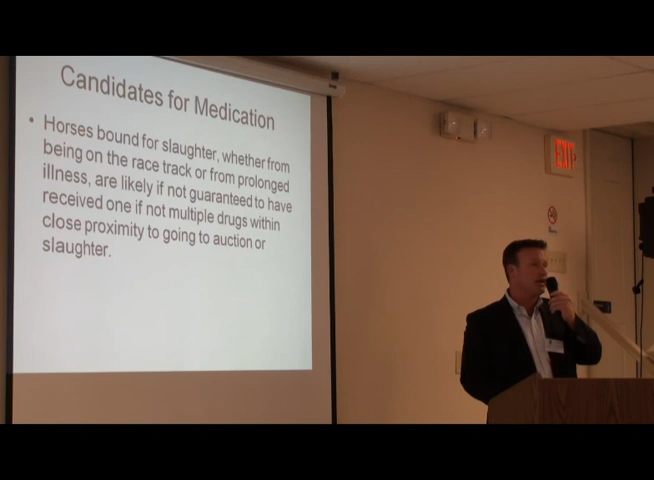 Candidates for Medication
• Horses bound for slaughter, whether from
being on the race track or from prolonged
illness, are likely if not guaranteed to have
received one if not multiple drugs within
close proximity to going to auction or
slaughter.
EXIT